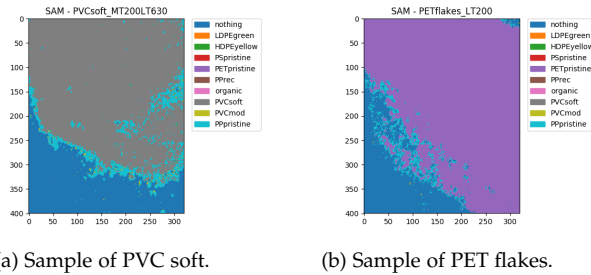 SAM - PVCsoft_MT200LT630
0
50
100
150
200
250
300
350
400
0 50 100 150 200 250 300
nothing
LDPEgreen
HDPEyellow
PSpristine
PETpristine
PPrec
organic
PVCsoft
PVCmod
PPpristine
(a) Sample of PVC soft.
SAM - PETflakes_LT200
0
50
100
150
200
250
300
350
400
0 50 100 150 200 250 300
nothing
LDPEgreen
HDPEyellow
PSpristine
PETpristine
PPrec
organic
PVCsoft
PVCmod
PPpristine
(b) Sample of PET flakes.